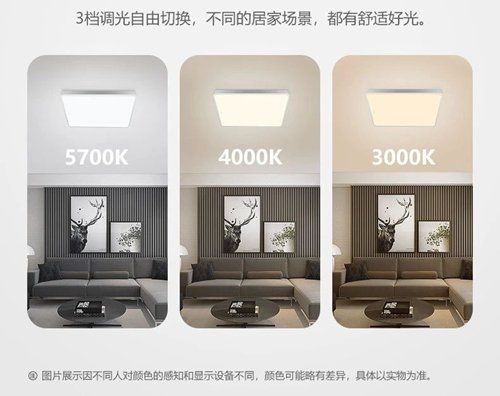 3档调光自由切换，不同的居家场景，都有舒适好光。
5700K
4000K
3000K
图片展示因不同人对颜色的感知和显示设备不同，颜色可能略有差异，具体以实物为准。